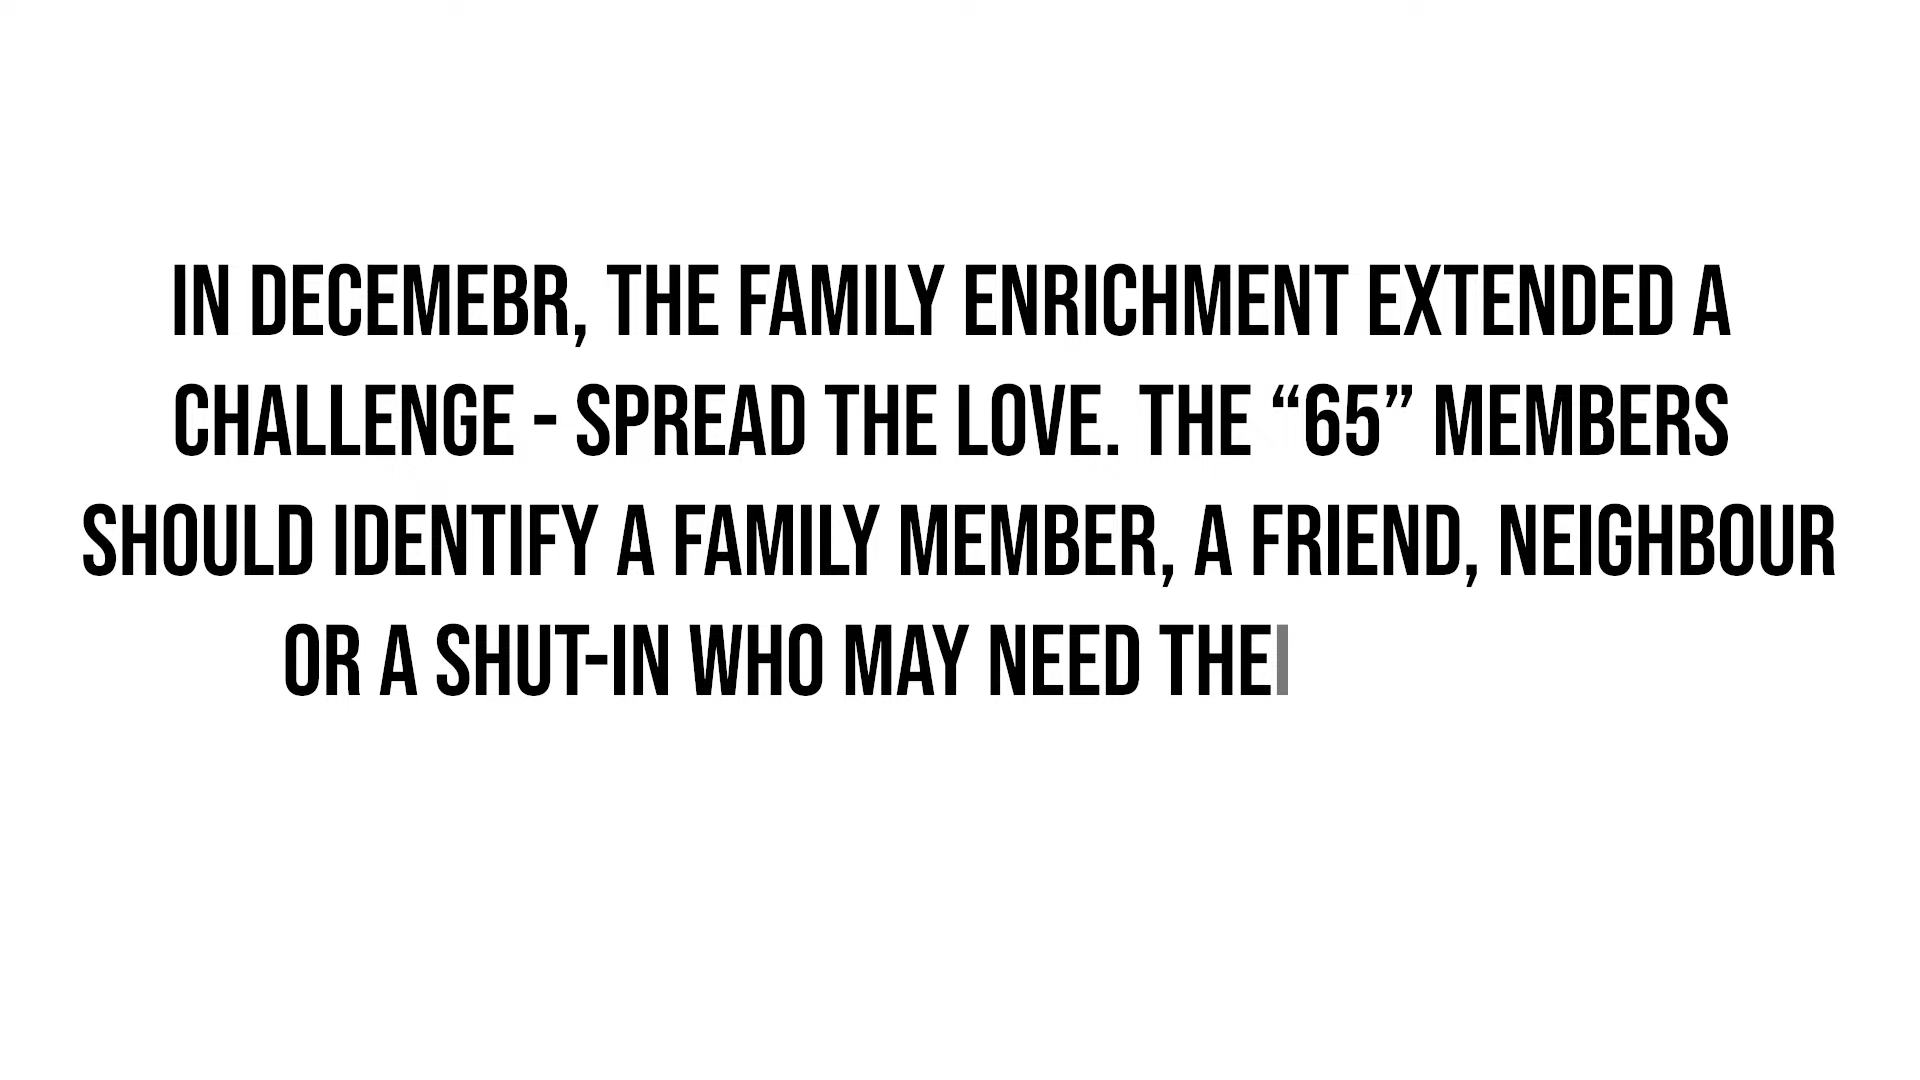 IN DECEMEBR, THE FAMILY ENRICHMENT EXTENDED A
CHALLENGE - SPREAD THE LOVE. THE “65” MEMBERS
SHOULD IDENTIFY A FAMILY MEMBER, A FRIEND, NEIGHBOUR
OR A SHUT-IN WHO MAY NEED THEI